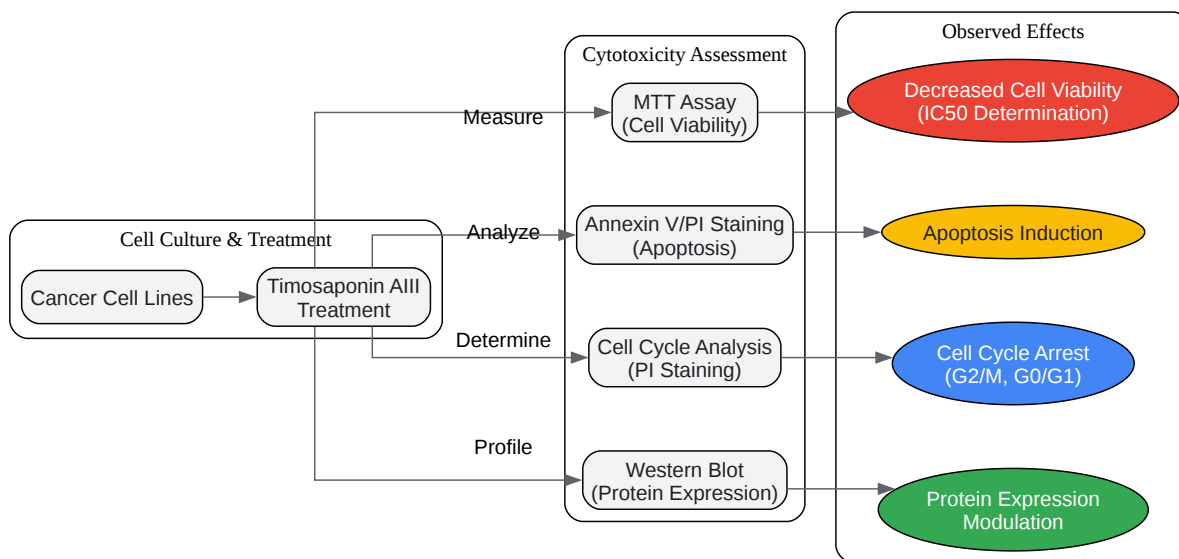 Observed Effects
Cytotoxicity Assessment
Decreased Cell Viability
(IC50 Determination)
MTT Assay
(Cell Viability)
Measure
Annexin V/PI Staining
(Apoptosis)
Analyze
Apoptosis Induction
Cell Culture & Treatment
Cancer Cell Lines
Timosaponin AIII
Treatment
Determine
Cell Cycle Analysis
(PI Staining)
Cell Cycle Arrest
(G2/M, G0/G1)
Profile
Western Blot
(Protein Expression)
Protein Expression
Modulation